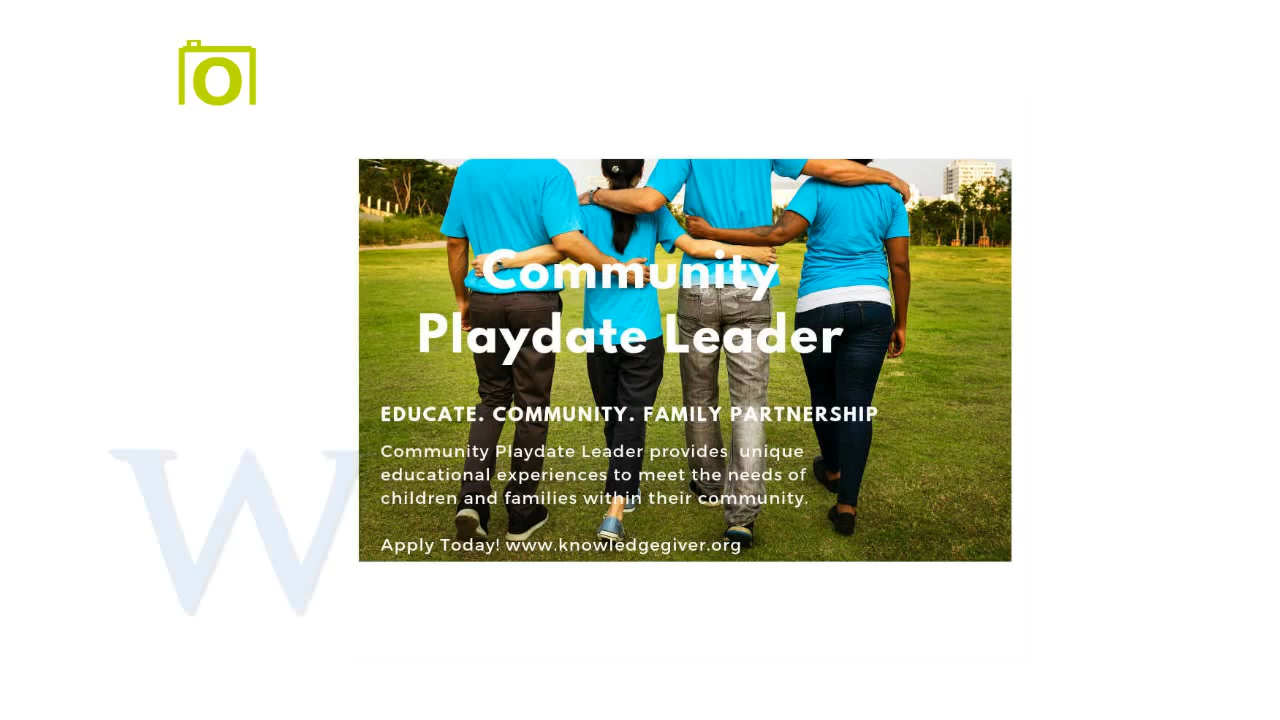 O
Community
Playdate Leader
EDUCATE. COMMUNITY. FAMILY PARTNERSHIP
Community Playdate Leader provides unique
educational experiences to meet the needs of
children and families within their community.
Apply Today! www.knowledgegiver.org
W